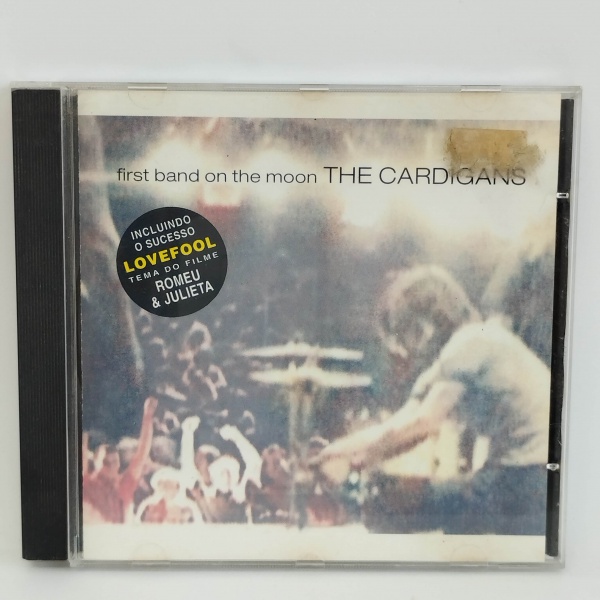 first band on the moon THE CARDIGANS
INCLUINDO
O SUCESSO
LOVEFOOL
TEMA DO FILME
ROMEU
& JULIETA